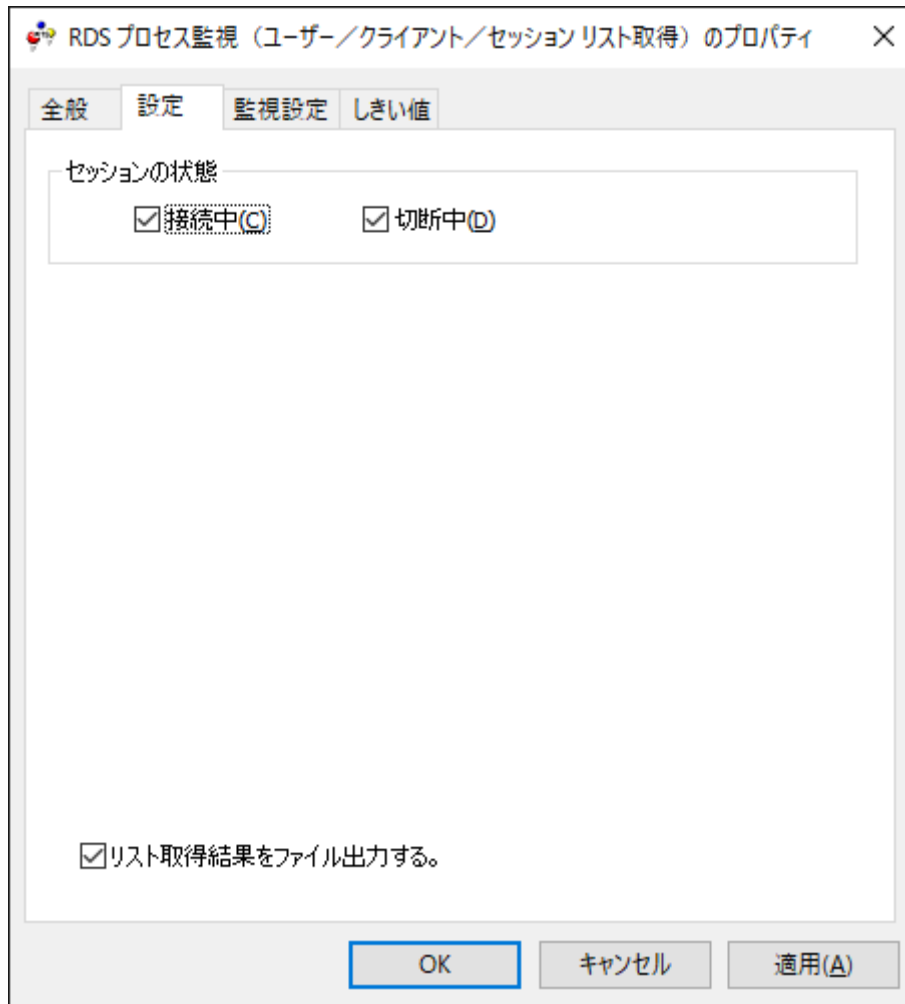 RDS プロセス監視（ユーザー／クライアント／セッション リスト取得）のプロパティ
全般 設定 監視設定 しきい値
セッションの状態
接続中(C) 切断中(D)
リスト取得結果をファイル出力する。
OK キャンセル 適用(A)